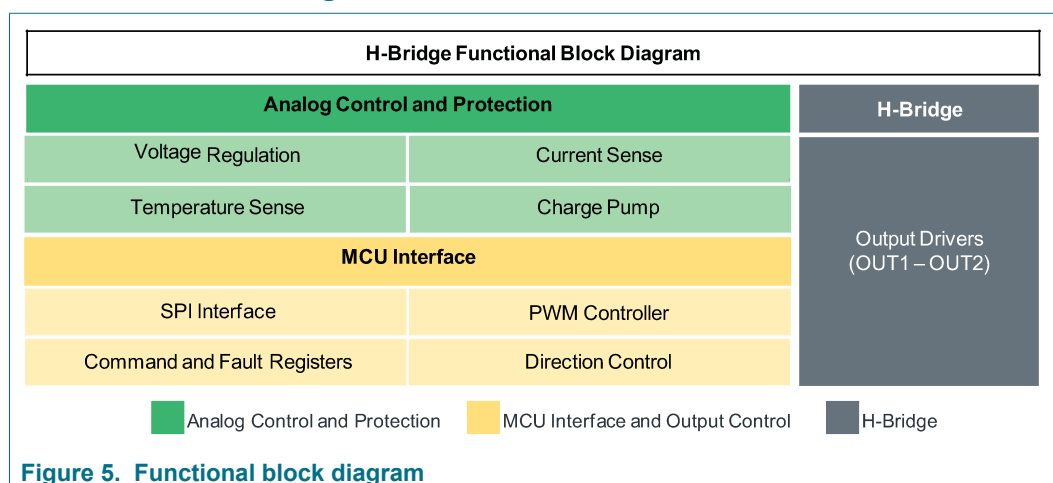 H-Bridge Functional Block Diagram
Analog Control and Protection
H-Bridge
Voltage Regulation
Current Sense
Temperature Sense
Charge Pump
MCU Interface
Output Drivers
(OUT1 – OUT2)
SPI Interface
PWM Controller
Command and Fault Registers
Direction Control
Analog Control and Protection
MCU Interface and Output Control
H-Bridge
Figure 5. Functional block diagram